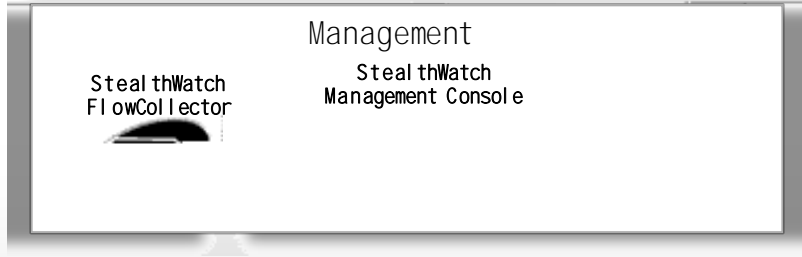 Management
StealthWatch
FlowCollector
StealthWatch
Management Console